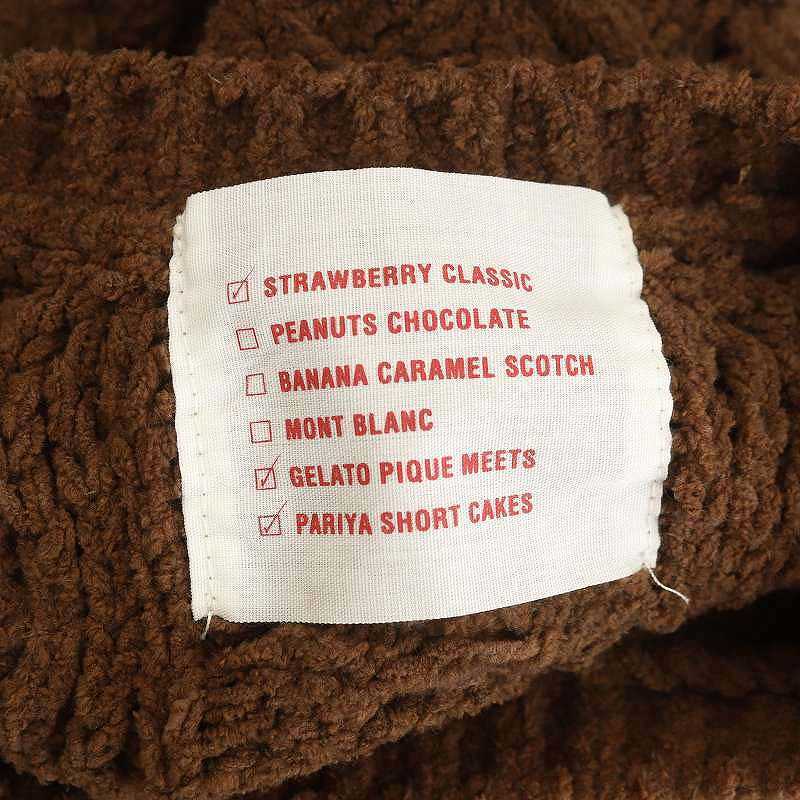 ☑ STRAWBERRY CLASSIC
☐ PEANUTS CHOCOLATE
☐ BANANA CARAMEL SCOTCH
☐ MONT BLANC
☑ GELATO PIQUE MEETS
☑ PARIYA SHORT CAKES